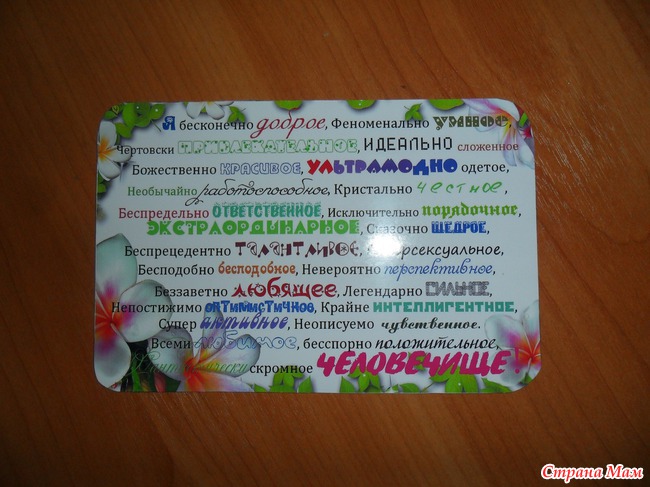 Я бесконечно доброе, Феноменально умное,
Чертовски привлекательное, ИДЕАЛЬНО сложенное
Божественно КРАСИВОЕ, УЛЬТРАМОДНО одетое,
Необычайно работоспособное, Кристально честное,
Беспредельно ОТВЕТСТВЕННОЕ, Исключительно порядочное,
ЭКСТРАОРДИНАРНОЕ, Сказочно ЩЕДРОЕ,
Беспрецедентно ТАЛАНТЛИВОЕ,
Бесподобно бесподобное, Невероятно перспективное,
Беззаветно ЛЮБЯЩЕЕ, Легендарно СИЛЬНОЕ,
Непостижимо оптимистичное, Крайне ИНТЕЛЛИГЕНТНОЕ,
Супер активное, Неописуемо чувственное.
Всеми любимое, бесспорно положительное,
скромное ЧЕЛОВЕЧИЩЕ!
Страна Мам